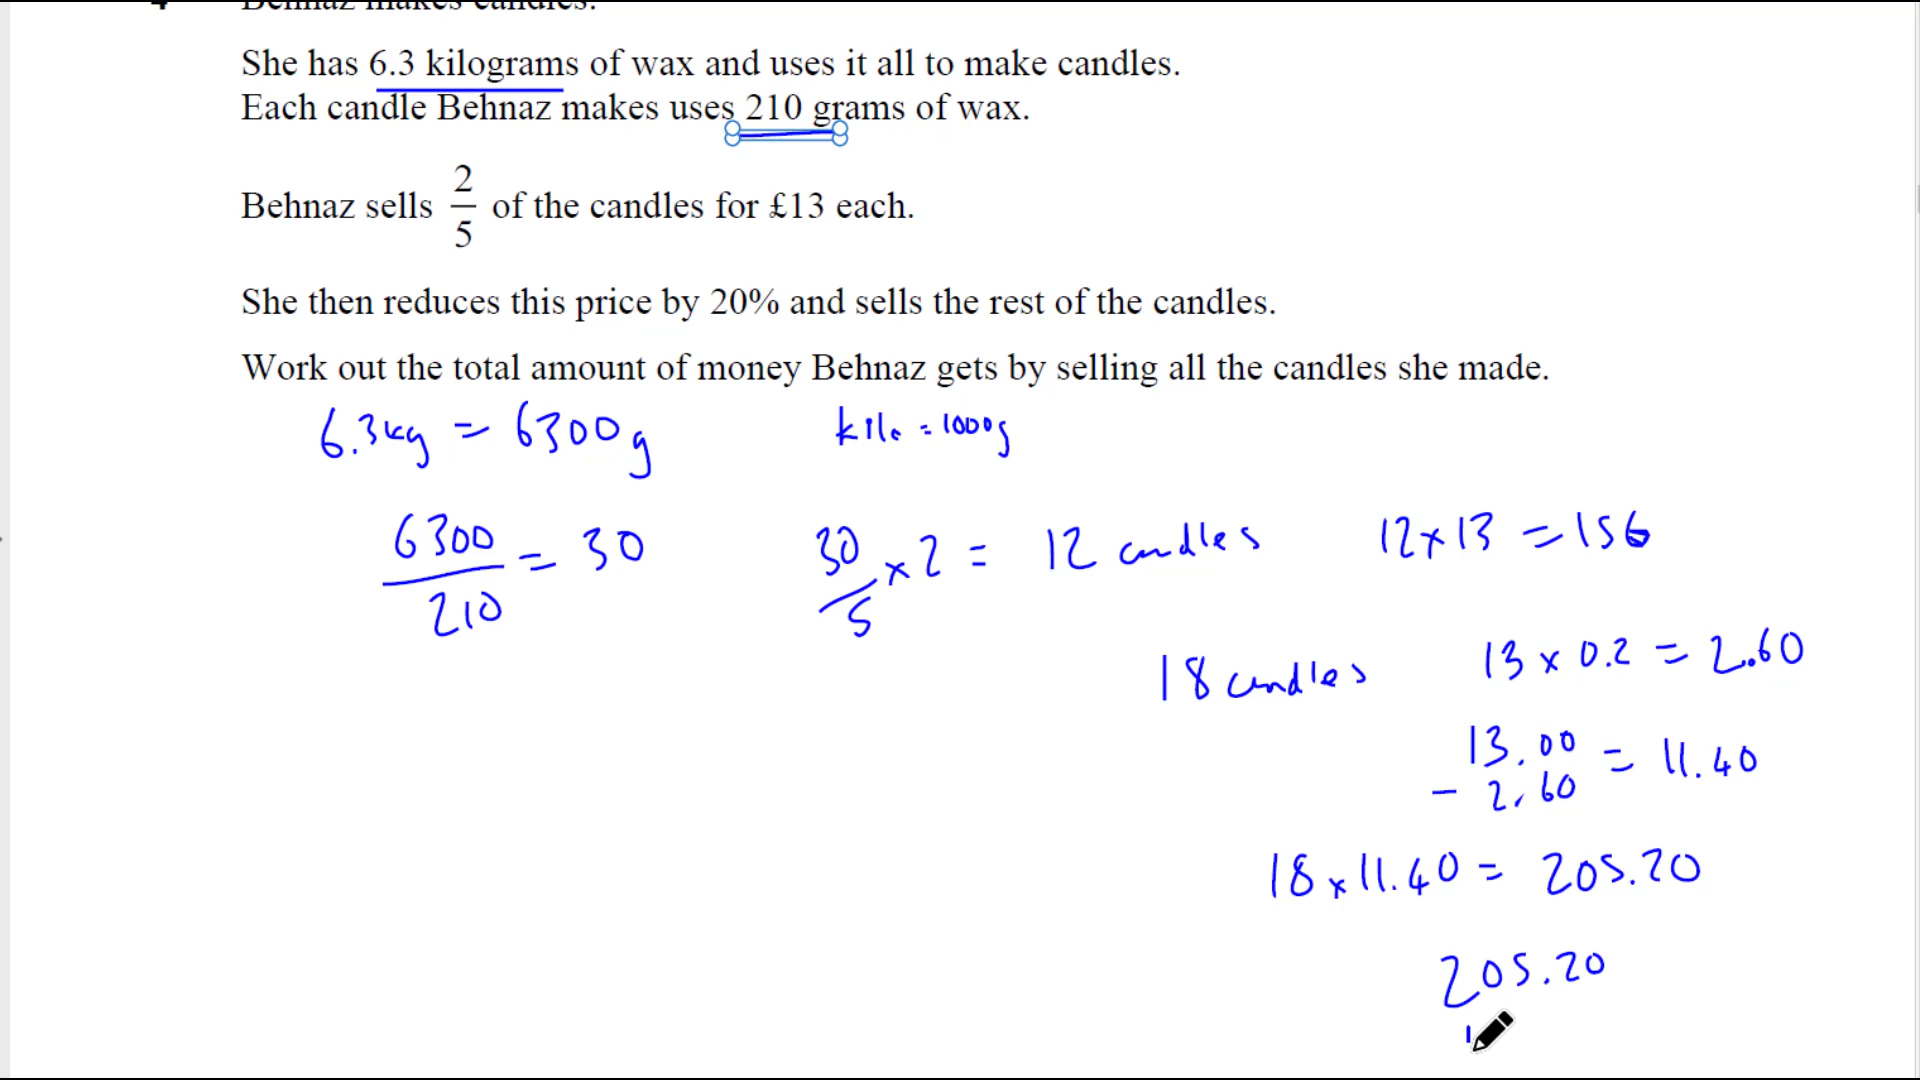 Behnaz makes candles.
She has 6.3 kilograms of wax and uses it all to make candles.
Each candle Behnaz makes uses 210 grams of wax.
Behnaz sells 2/5 of the candles for £13 each.
She then reduces this price by 20% and sells the rest of the candles.
Work out the total amount of money Behnaz gets by selling all the candles she made.
6.3kg = 6300g
kilo = 1000g
6300/210 = 30
30/5 × 2 = 12 candles
12 × 13 = 156
18 candles
13 × 0.2 = 2.60
13.00
- 2.60 = 11.40
18 × 11.40 = 205.20
205.20